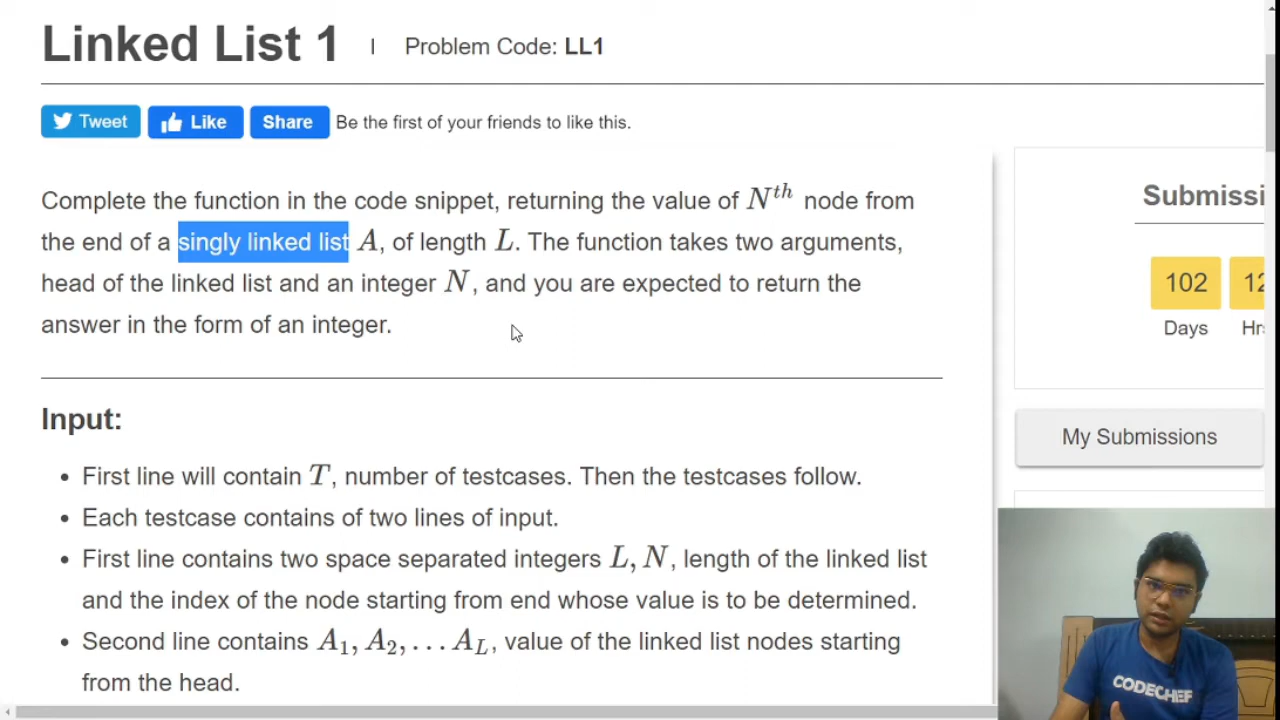 Linked List 1 | Problem Code: LL1
Tweet Like Share Be the first of your friends to like this.
Complete the function in the code snippet, returning the value of Nth node from
the end of a singly linked list A, of length L. The function takes two arguments,
head of the linked list and an integer N, and you are expected to return the
answer in the form of an integer.
Input:
• First line will contain T, number of testcases. Then the testcases follow.
• Each testcase contains of two lines of input.
• First line contains two space separated integers L, N, length of the linked list
and the index of the node starting from end whose value is to be determined.
• Second line contains A1, A2, ... AL, value of the linked list nodes starting
from the head.
Submissi
102 12
Days Hrs
My Submissions
CODECHEF